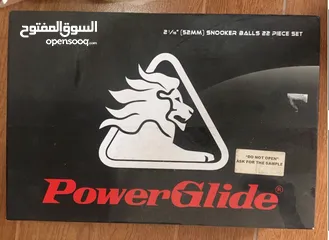 السوق المفتوح
opensooq.com
2 1/16" (52MM) SNOOKER BALLS 22 PIECE SET
"DO NOT OPEN"
ASK FOR THE SAMPLE
PowerGlide®